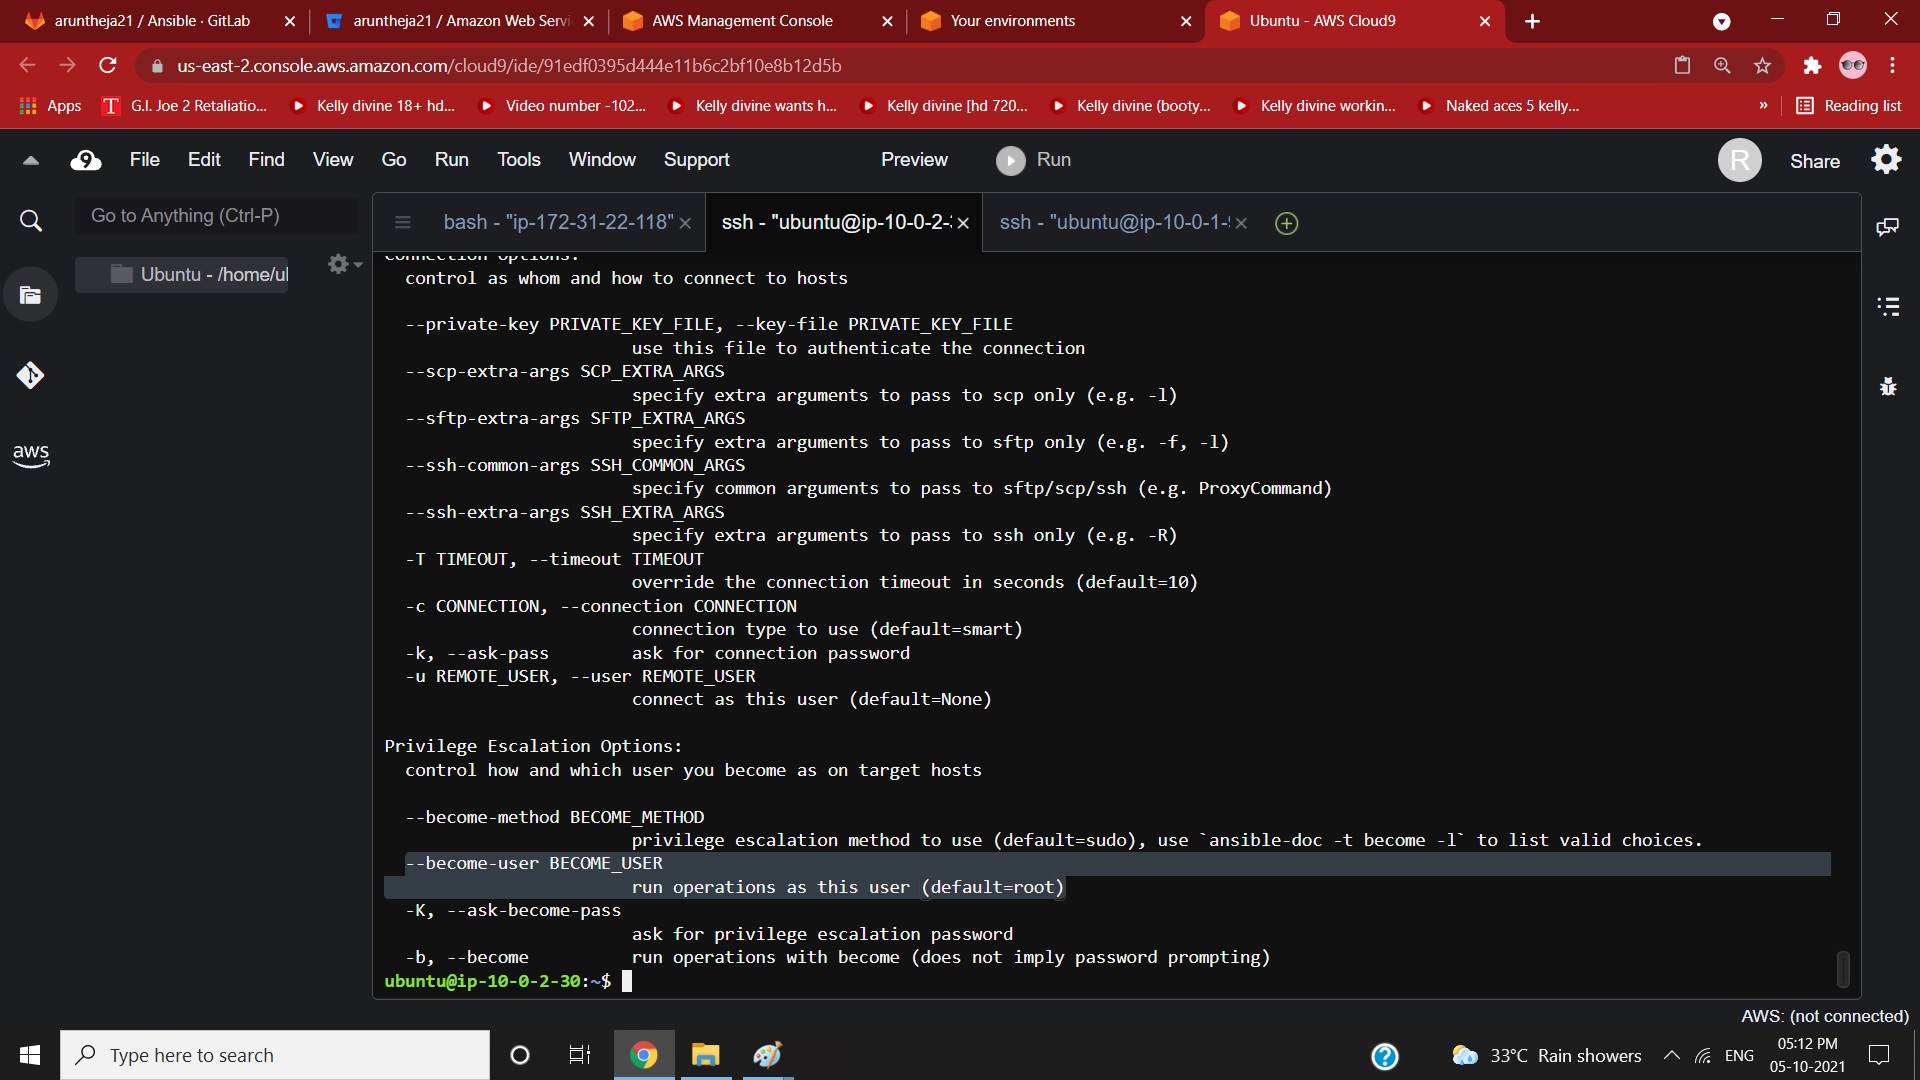 aruntheja21 / Ansible · GitLab
aruntheja21 / Amazon Web Servi
AWS Management Console
Your environments
Ubuntu - AWS Cloud9
us-east-2.console.aws.amazon.com/cloud9/ide/91edf0395d444e11b6c2bf10e8b12d5b
Apps
G.I. Joe 2 Retaliatio...
Kelly divine 18+ hd...
Video number -102...
Kelly divine wants h...
Kelly divine [hd 720...
Kelly divine (booty...
Kelly divine workin...
Naked aces 5 kelly...
»
Reading list
9 File Edit Find View Go Run Tools Window Support Preview Run R Share
Go to Anything (Ctrl-P)
bash - "ip-172-31-22-118"
ssh - "ubuntu@ip-10-0-2-
ssh - "ubuntu@ip-10-0-1-
Ubuntu - /home/u
aws
Connection Options:
control as whom and how to connect to hosts
--private-key PRIVATE_KEY_FILE, --key-file PRIVATE_KEY_FILE
use this file to authenticate the connection
--scp-extra-args SCP_EXTRA_ARGS
specify extra arguments to pass to scp only (e.g. -l)
--sftp-extra-args SFTP_EXTRA_ARGS
specify extra arguments to pass to sftp only (e.g. -f, -l)
--ssh-common-args SSH_COMMON_ARGS
specify common arguments to pass to sftp/scp/ssh (e.g. ProxyCommand)
--ssh-extra-args SSH_EXTRA_ARGS
specify extra arguments to pass to ssh only (e.g. -R)
-T TIMEOUT, --timeout TIMEOUT
override the connection timeout in seconds (default=10)
-c CONNECTION, --connection CONNECTION
connection type to use (default=smart)
-k, --ask-pass ask for connection password
-u REMOTE_USER, --user REMOTE_USER
connect as this user (default=None)
Privilege Escalation Options:
control how and which user you become as on target hosts
--become-method BECOME_METHOD
privilege escalation method to use (default=sudo), use `ansible-doc -t become -l` to list valid choices.
--become-user BECOME_USER
run operations as this user (default=root)
-K, --ask-become-pass
ask for privilege escalation password
-b, --become run operations with become (does not imply password prompting)
ubuntu@ip-10-0-2-30:~$
AWS: (not connected)
Type here to search
33°C Rain showers
ENG
05:12 PM
05-10-2021